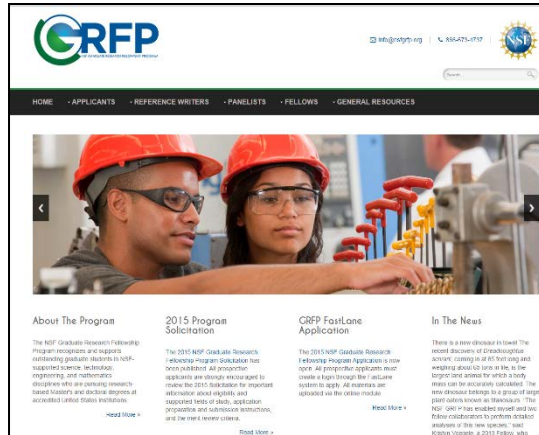 GRFP
NSF GRADUATE RESEARCH FELLOWSHIP PROGRAM
info@nsfgrfp.org | 866-673-4737
NSF
Search
HOME - APPLICANTS - REFERENCE WRITERS - PANELISTS - FELLOWS - GENERAL RESOURCES
About The Program
The NSF Graduate Research Fellowship
Program recognizes and supports
outstanding graduate students in NSF-
supported science, technology,
engineering, and mathematics
disciplines who are pursuing research-
based Master's and doctoral degrees at
accredited United States institutions.
Read More »
2015 Program
Solicitation
The 2015 NSF Graduate Research
Fellowship Program Solicitation has
been published. All prospective
applicants are strongly encouraged to
review the 2015 Solicitation for important
information about eligibility and
supported fields of study, application
preparation and submission instructions,
and the merit review criteria.
Read More »
GRFP FastLane
Application
The 2015 NSF Graduate Research
Fellowship Program Application is now
open. All prospective applicants must
create a login through the FastLane
system to apply. All materials are
uploaded via the online module
Read More »
In The News
There is a new dinosaur in town! The
recent discovery of Dreadnoughtus
schrani, coming in at 85 feet long and
weighing about 65 tons in life, is the
largest land animal for which a body
mass can be accurately calculated. The
new dinosaur belongs to a group of large
plant eaters known as titanosaurs. "The
NSF GRFP has enabled myself and two
fellow collaborators to preform detailed
analyses of this new species." said
Kristyn Voegele, a 2013 Fellow, who